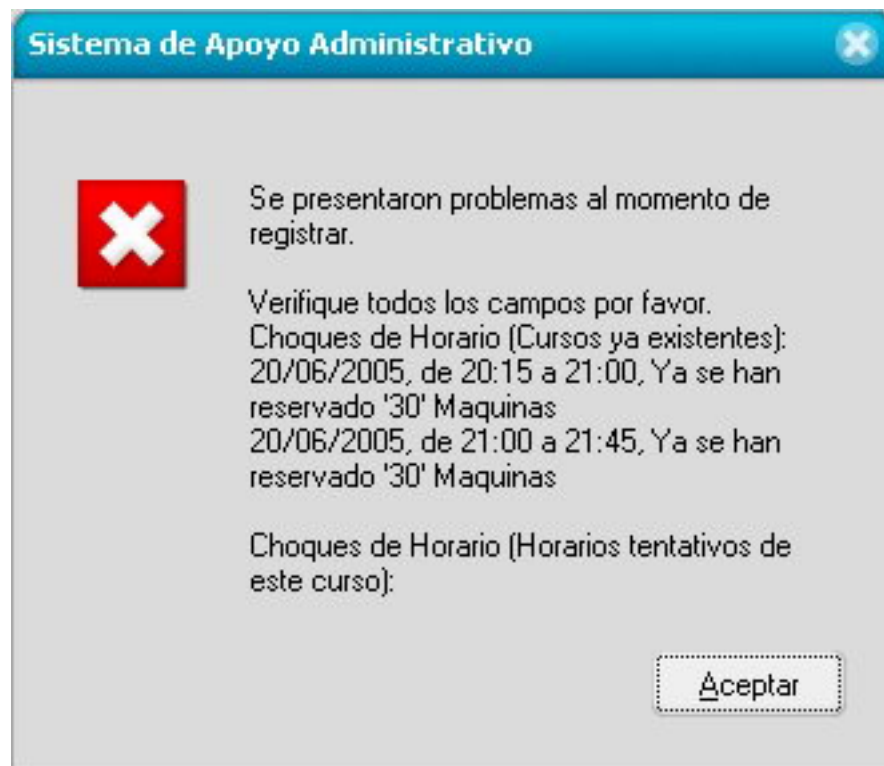 Sistema de Apoyo Administrativo
Se presentaron problemas al momento de
registrar.
Verifique todos los campos por favor.
Choques de Horario (Cursos ya existentes):
20/06/2005, de 20:15 a 21:00, Ya se han
reservado '30' Maquinas
20/06/2005, de 21:00 a 21:45, Ya se han
reservado '30' Maquinas
Choques de Horario (Horarios tentativos de
este curso):
Aceptar